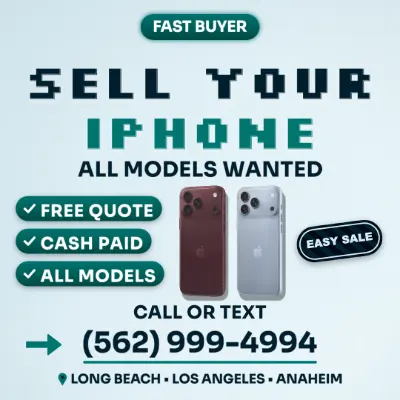 FAST BUYER
SELL YOUR
IPHONE
ALL MODELS WANTED
FREE QUOTE
CASH PAID
ALL MODELS
EASY SALE
CALL OR TEXT
(562) 999-4994
LONG BEACH • LOS ANGELES • ANAHEIM